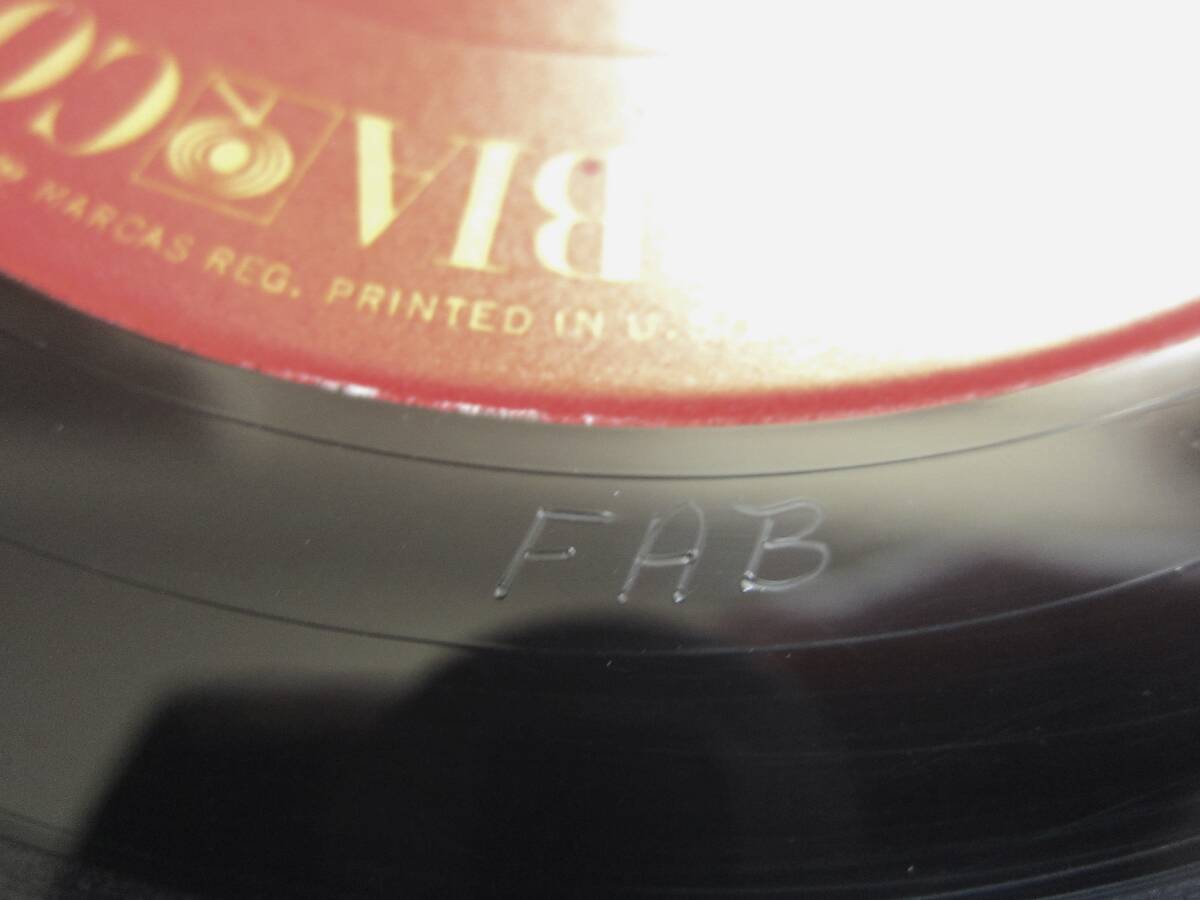 BIA CO
MARCAS REG. PRINTED IN U.
FAB